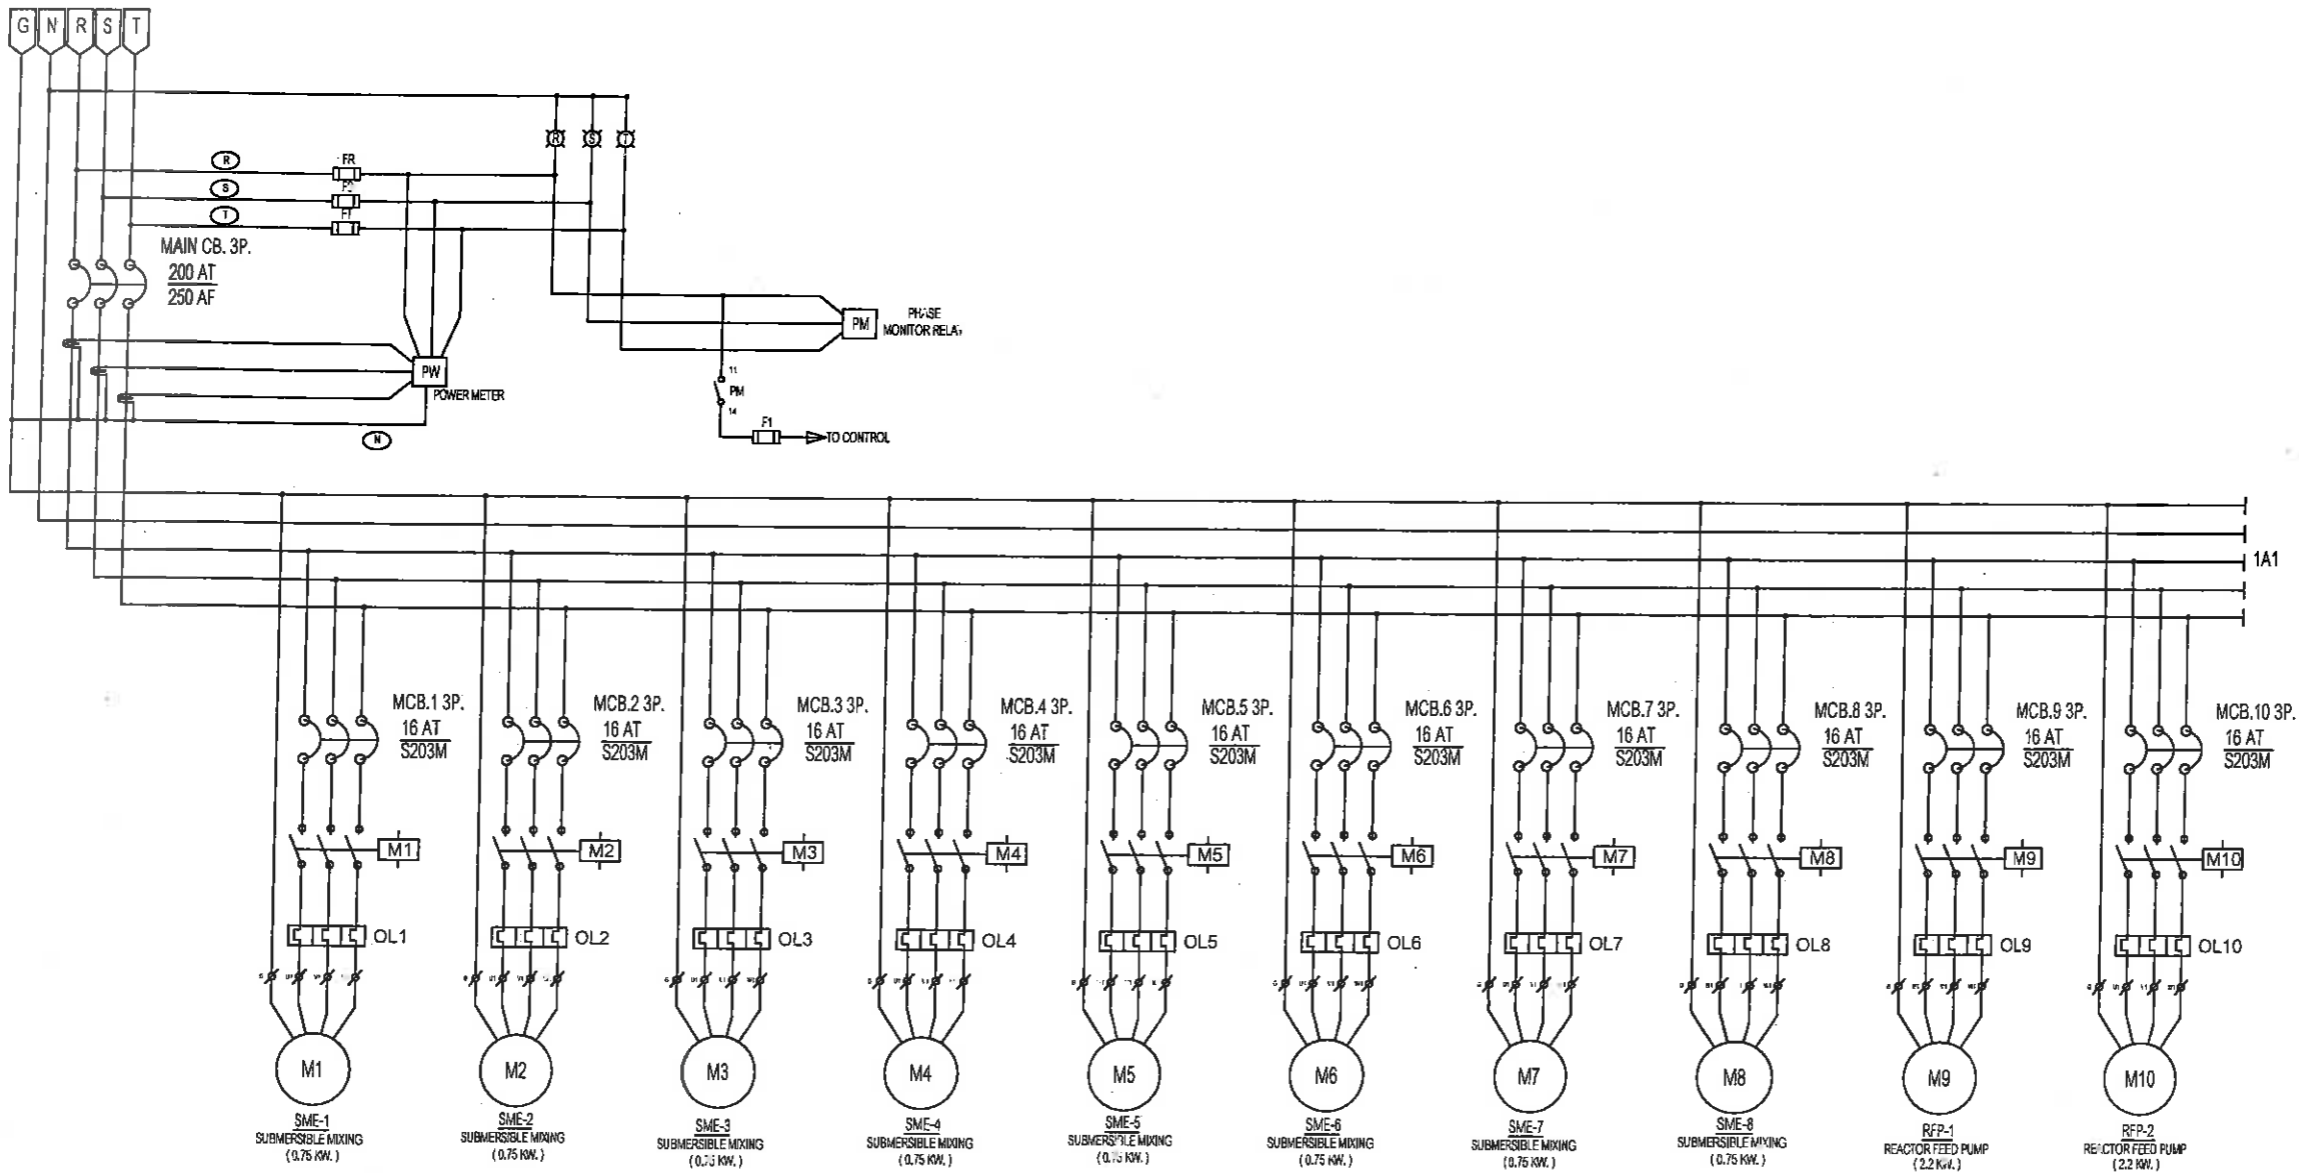 G N R S T
R S T
R FR
S
T
MAIN CB. 3P.
200 AT
250 AF
PM
PHASE
MONITOR RELAY
PW
POWER METER
11
PM
14
N
F1
TO CONTROL
1A1
MCB.1 3P.
16 AT
S203M
MCB.2 3P.
16 AT
S203M
MCB.3 3P.
16 AT
S203M
MCB.4 3P.
16 AT
S203M
MCB.5 3P.
16 AT
S203M
MCB.6 3P.
16 AT
S203M
MCB.7 3P.
16 AT
S203M
MCB.8 3P.
16 AT
S203M
MCB.9 3P.
16 AT
S203M
MCB.10 3P.
16 AT
S203M
M1 M2 M3 M4 M5 M6 M7 M8 M9 M10
OL1 OL2 OL3 OL4 OL5 OL6 OL7 OL8 OL9 OL10
M1 M2 M3 M4 M5 M6 M7 M8 M9 M10
SME-1
SUBMERSIBLE MIXING
(0.75 KW.)
SME-2
SUBMERSIBLE MIXING
(0.75 KW.)
SME-3
SUBMERSIBLE MIXING
(0.75 KW.)
SME-4
SUBMERSIBLE MIXING
(0.75 KW.)
SME-5
SUBMERSIBLE MIXING
(0.75 KW.)
SME-6
SUBMERSIBLE MIXING
(0.75 KW.)
SME-7
SUBMERSIBLE MIXING
(0.75 KW.)
SME-8
SUBMERSIBLE MIXING
(0.75 KW.)
RFP-1
REACTOR FEED PUMP
(2.2 KW.)
RFP-2
REACTOR FEED PUMP
(2.2 KW.)